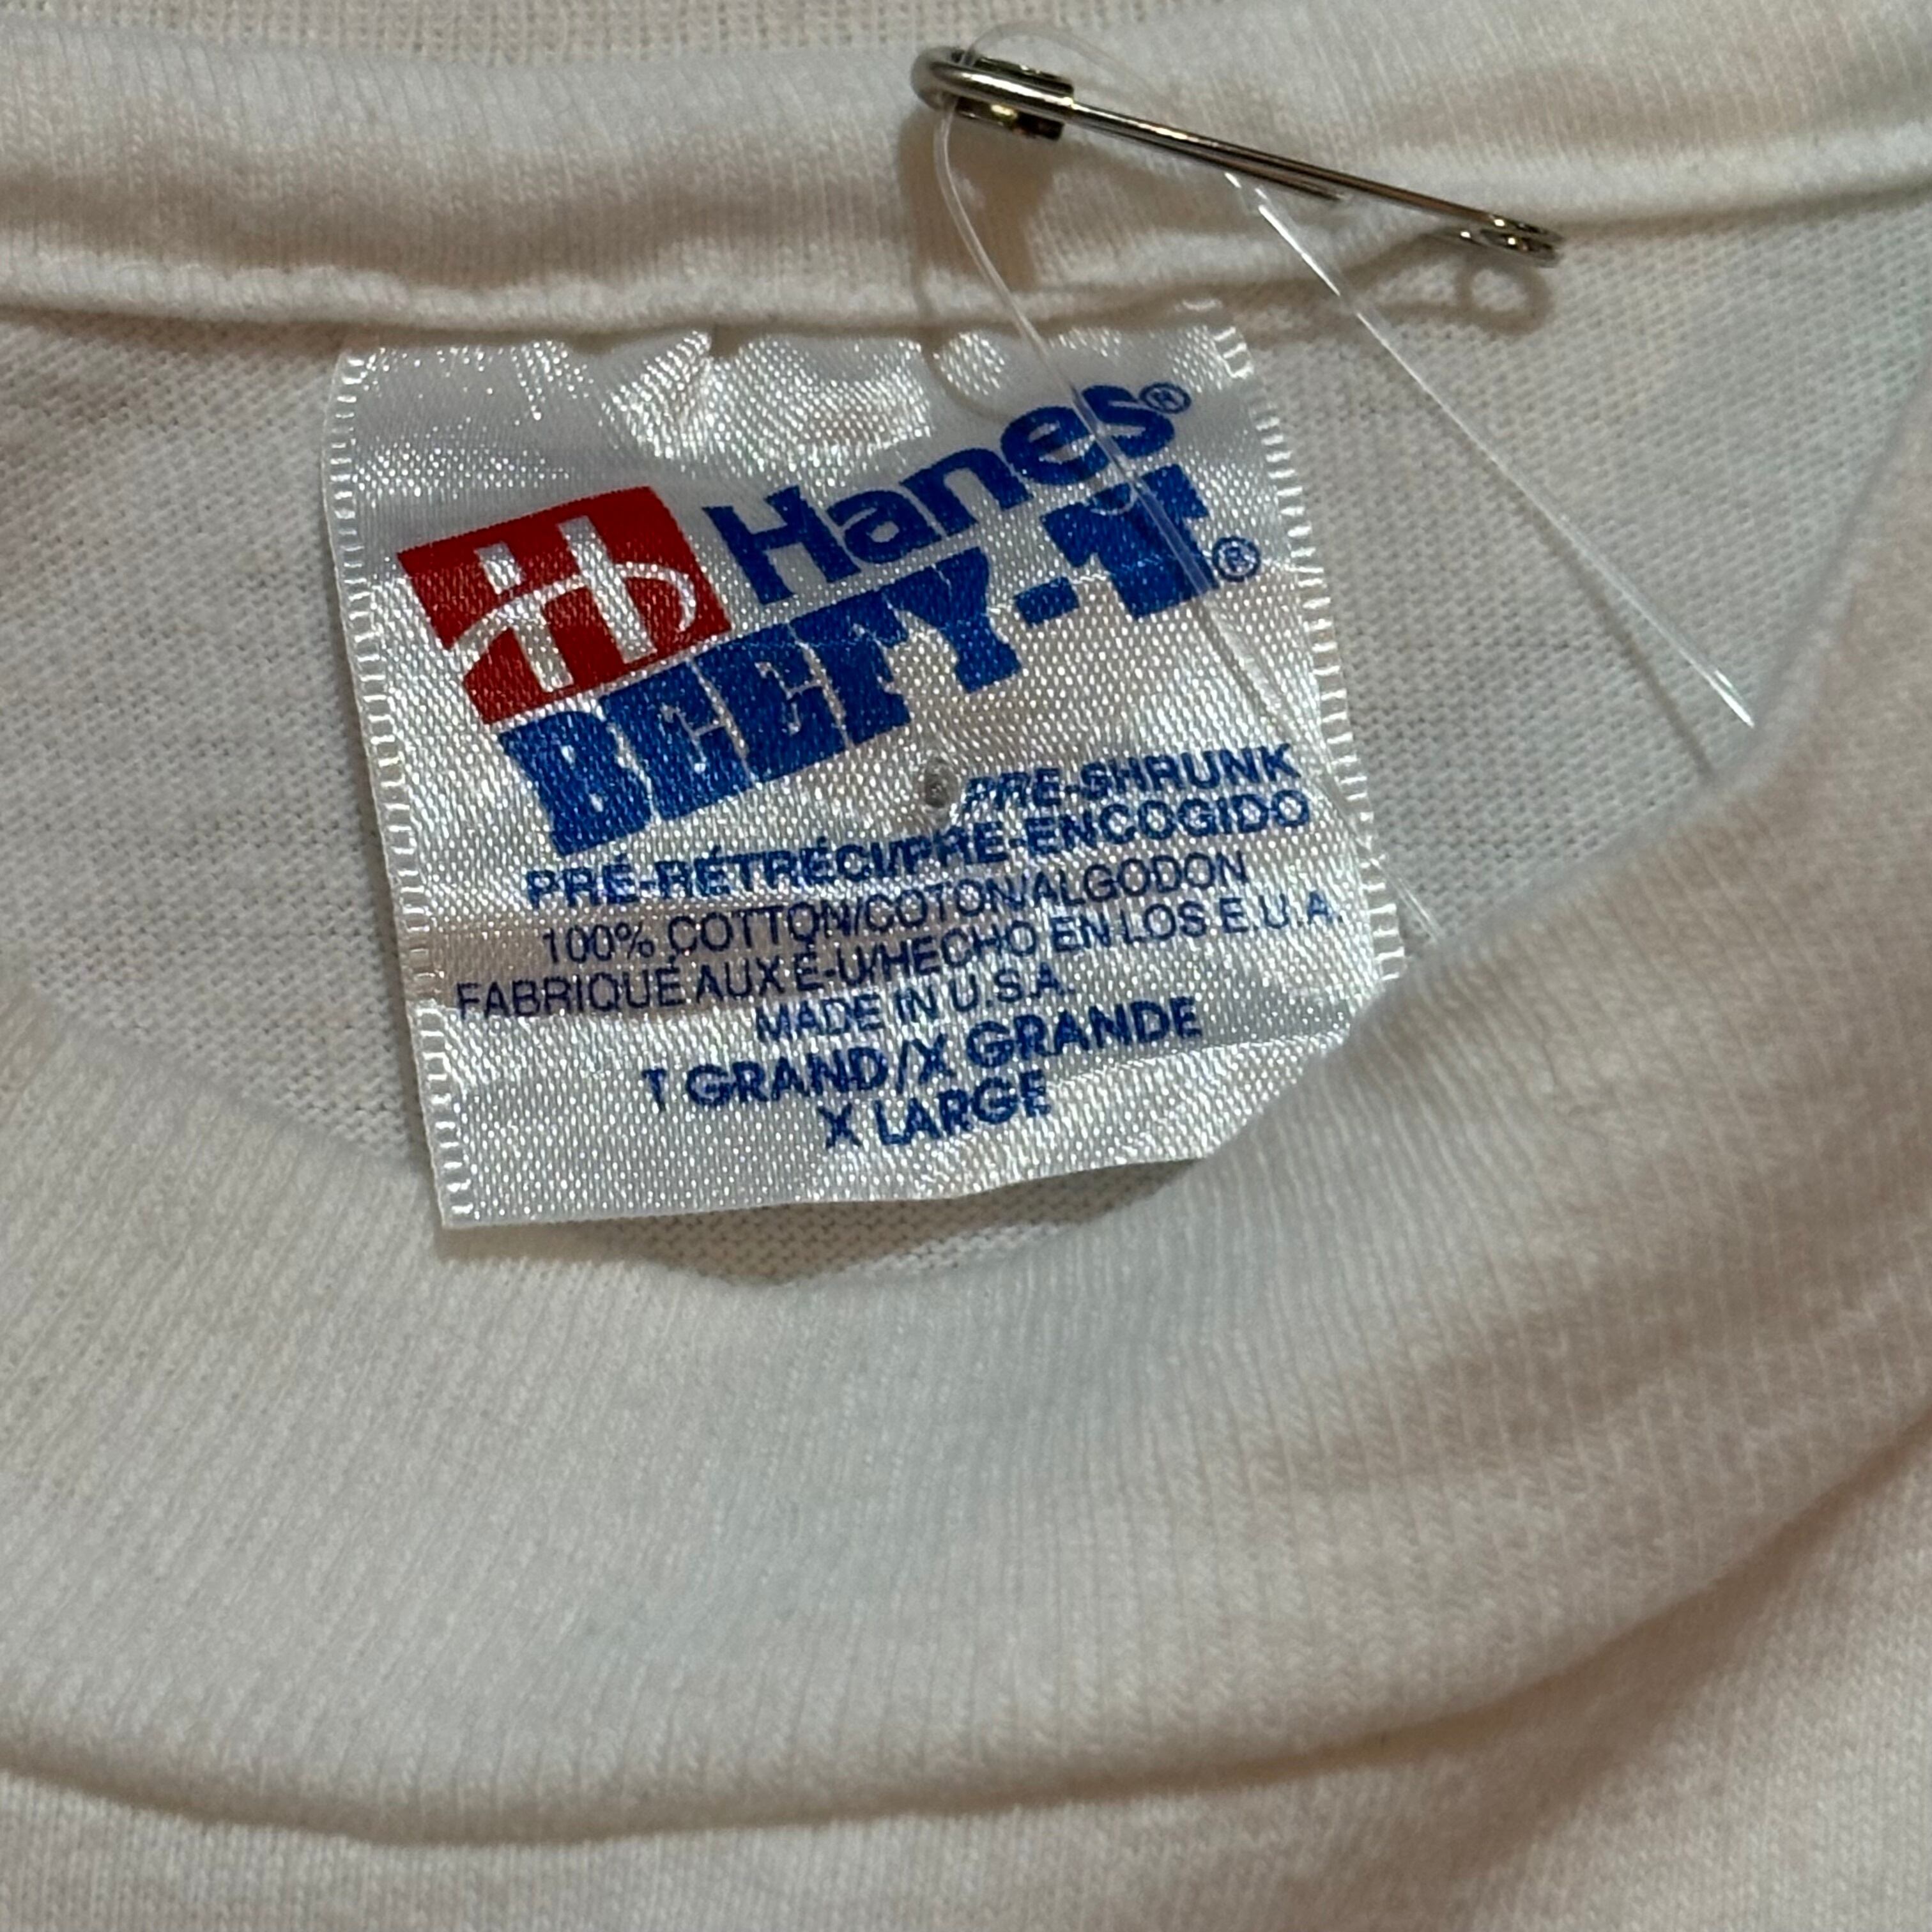 Hanes®
BEEFY-T®
PRE-SHRUNK
PRÉ-RÉTRÉCI/PRE-ENCOGIDO
100% COTTON/COTON/ALGODON
FABRIQUÉ AUX É-U/HECHO EN LOS E.U.A.
MADE IN U.S.A.
T GRAND/X GRANDE
X LARGE